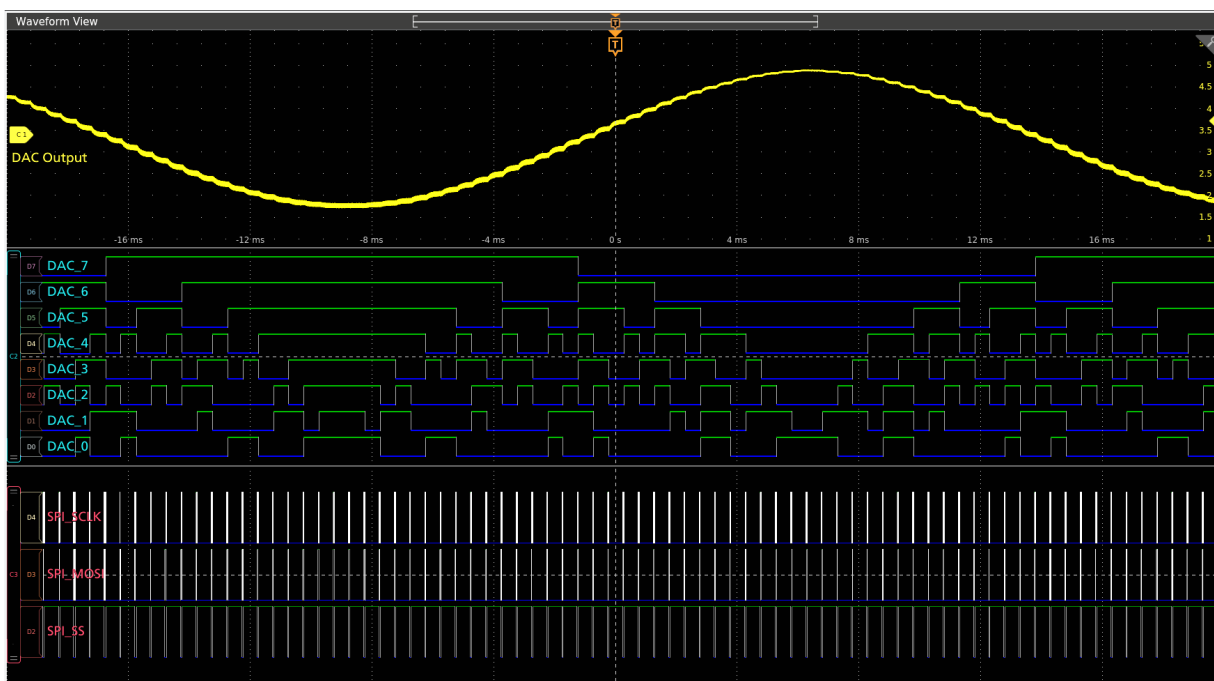 Waveform View
T
T
5
4.5
4
C 1
3.5
DAC Output
3
2.5
2
1.5
-16 ms -12 ms -8 ms -4 ms 0 s 4 ms 8 ms 12 ms 16 ms 1
D7 DAC_7
D6 DAC_6
D5 DAC_5
D4 DAC_4
C2
D3 DAC_3
D2 DAC_2
D1 DAC_1
D0 DAC_0
D4 SPI_SCLK
C3 D3 SPI_MOSI
D2 SPI_SS